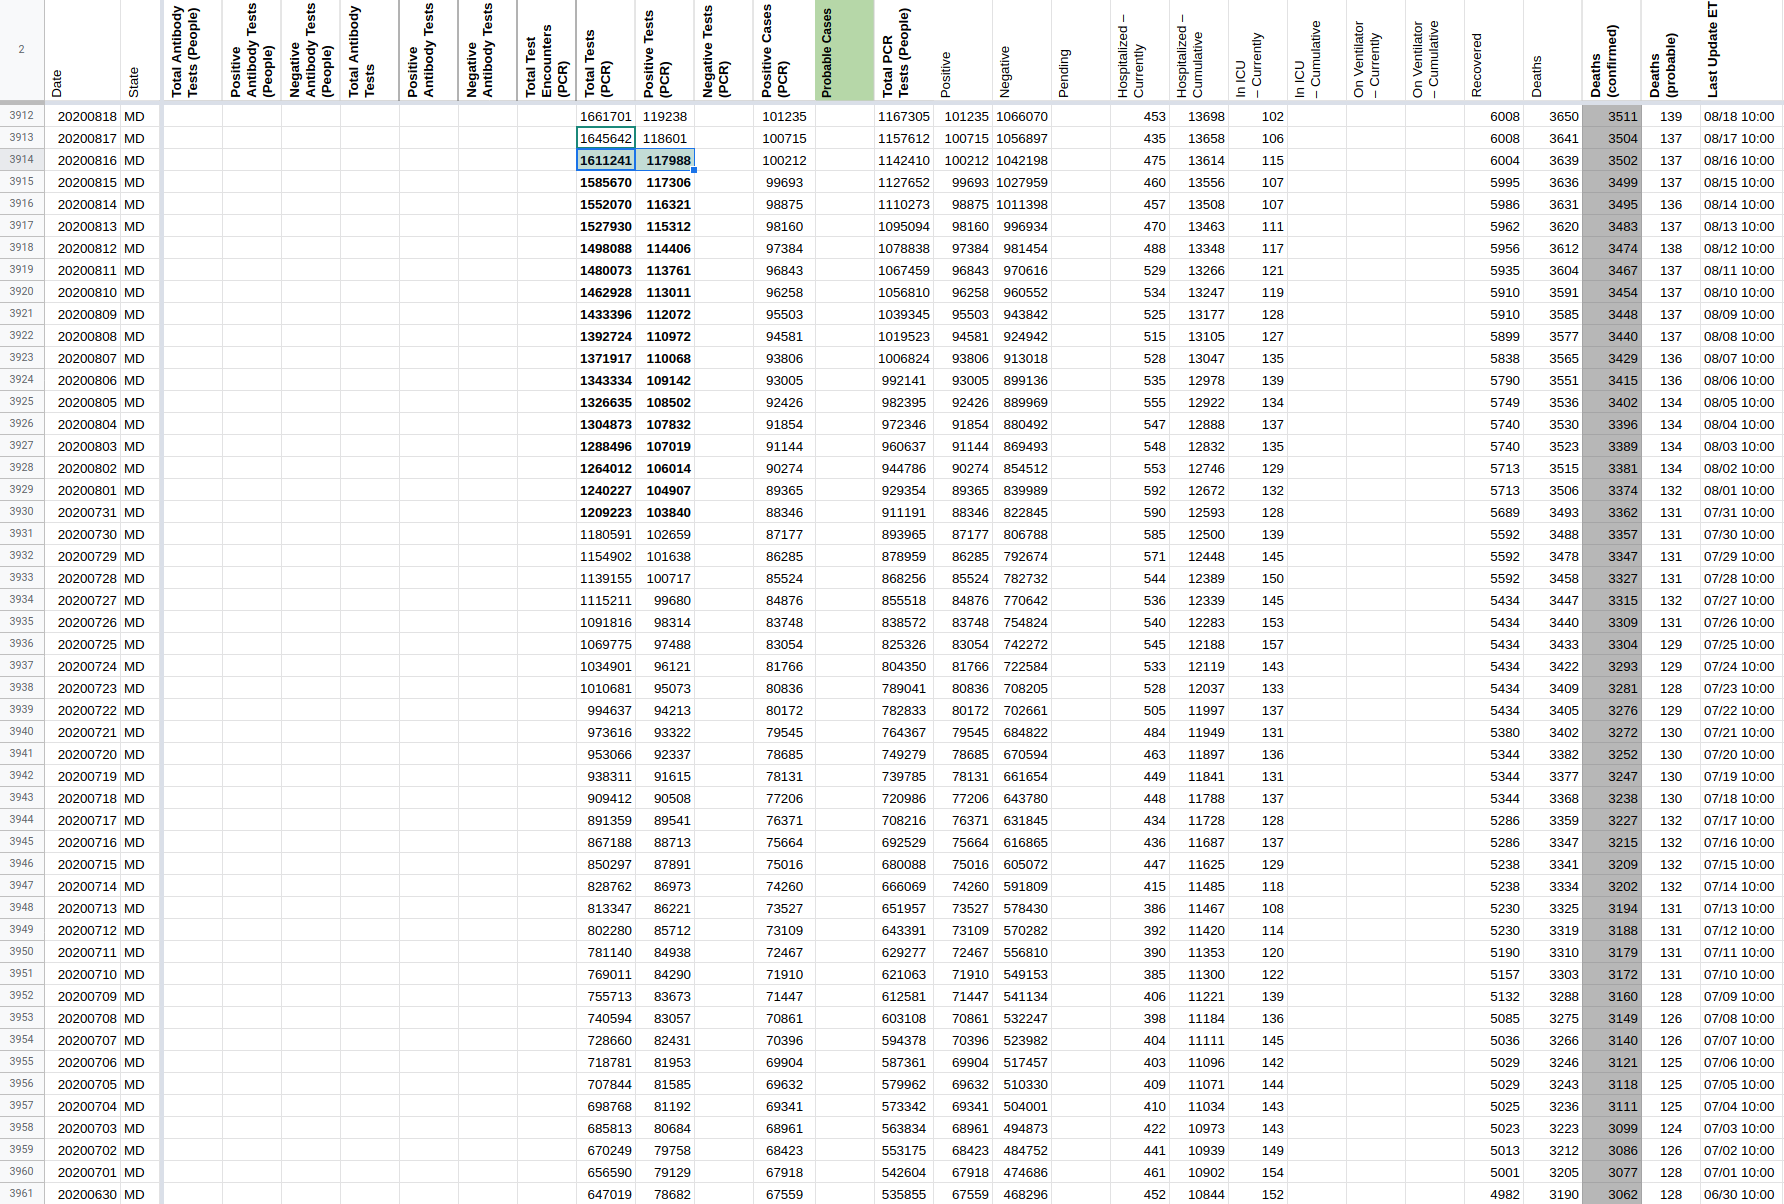 2 Date State Total Antibody Tests (People) Positive Antibody Tests (People) Negative Antibody Tests (People) Total Antibody Tests Positive Antibody Tests Negative Antibody Tests Total Test Encounters (PCR) Total Tests (PCR) Positive Tests (PCR) Negative Tests (PCR) Positive Cases (PCR) Probable Cases Total PCR Tests (People) Positive Negative Pending Hospitalized – Currently Hospitalized – Cumulative In ICU – Currently In ICU – Cumulative On Ventilator – Currently On Ventilator – Cumulative Recovered Deaths Deaths (confirmed) Deaths (probable) Last Update ET
3912 20200818 MD 1661701 119238 101235 1167305 101235 1066070 453 13698 102 6008 3650 3511 139 08/18 10:00
3913 20200817 MD 1645642 118601 100715 1157612 100715 1056897 435 13658 106 6008 3641 3504 137 08/17 10:00
3914 20200816 MD 1611241 117988 100212 1142410 100212 1042198 475 13614 115 6004 3639 3502 137 08/16 10:00
3915 20200815 MD 1585670 117306 99693 1127652 99693 1027959 460 13556 107 5995 3636 3499 137 08/15 10:00
3916 20200814 MD 1552070 116321 98875 1110273 98875 1011398 457 13508 107 5986 3631 3495 136 08/14 10:00
3917 20200813 MD 1527930 115312 98160 1095094 98160 996934 470 13463 111 5962 3620 3483 137 08/13 10:00
3918 20200812 MD 1498088 114406 97384 1078838 97384 981454 488 13348 117 5956 3612 3474 138 08/12 10:00
3919 20200811 MD 1480073 113761 96843 1067459 96843 970616 529 13266 121 5935 3604 3467 137 08/11 10:00
3920 20200810 MD 1462928 113011 96258 1056810 96258 960552 534 13247 119 5910 3591 3454 137 08/10 10:00
3921 20200809 MD 1433396 112072 95503 1039345 95503 943842 525 13177 128 5910 3585 3448 137 08/09 10:00
3922 20200808 MD 1392724 110972 94581 1019523 94581 924942 515 13105 127 5899 3577 3440 137 08/08 10:00
3923 20200807 MD 1371917 110068 93806 1006824 93806 913018 528 13047 135 5838 3565 3429 136 08/07 10:00
3924 20200806 MD 1343334 109142 93005 992141 93005 899136 535 12978 139 5790 3551 3415 136 08/06 10:00
3925 20200805 MD 1326635 108502 92426 982395 92426 889969 555 12922 134 5749 3536 3402 134 08/05 10:00
3926 20200804 MD 1304873 107832 91854 972346 91854 880492 547 12888 137 5740 3530 3396 134 08/04 10:00
3927 20200803 MD 1288496 107019 91144 960637 91144 869493 548 12832 135 5740 3523 3389 134 08/03 10:00
3928 20200802 MD 1264012 106014 90274 944786 90274 854512 553 12746 129 5713 3515 3381 134 08/02 10:00
3929 20200801 MD 1240227 104907 89365 929354 89365 839989 592 12672 132 5713 3506 3374 132 08/01 10:00
3930 20200731 MD 1209223 103840 88346 911191 88346 822845 590 12593 128 5689 3493 3362 131 07/31 10:00
3931 20200730 MD 1180591 102659 87177 893965 87177 806788 585 12500 139 5592 3488 3357 131 07/30 10:00
3932 20200729 MD 1154902 101638 86285 878959 86285 792674 571 12448 145 5592 3478 3347 131 07/29 10:00
3933 20200728 MD 1139155 100717 85524 868256 85524 782732 544 12389 150 5592 3458 3327 131 07/28 10:00
3934 20200727 MD 1115211 99680 84876 855518 84876 770642 536 12339 145 5434 3447 3315 132 07/27 10:00
3935 20200726 MD 1091816 98314 83748 838572 83748 754824 540 12283 153 5434 3440 3309 131 07/26 10:00
3936 20200725 MD 1069775 97488 83054 825326 83054 742272 545 12188 157 5434 3433 3304 129 07/25 10:00
3937 20200724 MD 1034901 96121 81766 804350 81766 722584 533 12119 143 5434 3422 3293 129 07/24 10:00
3938 20200723 MD 1010681 95073 80836 789041 80836 708205 528 12037 133 5434 3409 3281 128 07/23 10:00
3939 20200722 MD 994637 94213 80172 782833 80172 702661 505 11997 137 5434 3405 3276 129 07/22 10:00
3940 20200721 MD 973616 93322 79545 764367 79545 684822 484 11949 131 5380 3402 3272 130 07/21 10:00
3941 20200720 MD 953066 92337 78685 749279 78685 670594 463 11897 136 5344 3382 3252 130 07/20 10:00
3942 20200719 MD 938311 91615 78131 739785 78131 661654 449 11841 131 5344 3377 3247 130 07/19 10:00
3943 20200718 MD 909412 90508 77206 720986 77206 643780 448 11788 137 5344 3368 3238 130 07/18 10:00
3944 20200717 MD 891359 89541 76371 708216 76371 631845 434 11728 128 5286 3359 3227 132 07/17 10:00
3945 20200716 MD 867188 88713 75664 692529 75664 616865 436 11687 137 5286 3347 3215 132 07/16 10:00
3946 20200715 MD 850297 87891 75016 680088 75016 605072 447 11625 129 5238 3341 3209 132 07/15 10:00
3947 20200714 MD 828762 86973 74260 666069 74260 591809 415 11485 118 5238 3334 3202 132 07/14 10:00
3948 20200713 MD 813347 86221 73527 651957 73527 578430 386 11467 108 5230 3325 3194 131 07/13 10:00
3949 20200712 MD 802280 85712 73109 643391 73109 570282 392 11420 114 5230 3319 3188 131 07/12 10:00
3950 20200711 MD 781140 84938 72467 629277 72467 556810 390 11353 120 5190 3310 3179 131 07/11 10:00
3951 20200710 MD 769011 84290 71910 621063 71910 549153 385 11300 122 5157 3303 3172 131 07/10 10:00
3952 20200709 MD 755713 83673 71447 612581 71447 541134 406 11221 139 5132 3288 3160 128 07/09 10:00
3953 20200708 MD 740594 83057 70861 603108 70861 532247 398 11184 136 5085 3275 3149 126 07/08 10:00
3954 20200707 MD 728660 82431 70396 594378 70396 523982 404 11111 145 5036 3266 3140 126 07/07 10:00
3955 20200706 MD 718781 81953 69904 587361 69904 517457 403 11096 142 5029 3246 3121 125 07/06 10:00
3956 20200705 MD 707844 81585 69632 579962 69632 510330 409 11071 144 5029 3243 3118 125 07/05 10:00
3957 20200704 MD 698768 81192 69341 573342 69341 504001 410 11034 143 5025 3236 3111 125 07/04 10:00
3958 20200703 MD 685813 80684 68961 563834 68961 494873 422 10973 143 5023 3223 3099 124 07/03 10:00
3959 20200702 MD 670249 79758 68423 553175 68423 484752 441 10939 149 5013 3212 3086 126 07/02 10:00
3960 20200701 MD 656590 79129 67918 542604 67918 474686 461 10902 154 5001 3205 3077 128 07/01 10:00
3961 20200630 MD 647019 78682 67559 535855 67559 468296 452 10844 152 4982 3190 3062 128 06/30 10:00